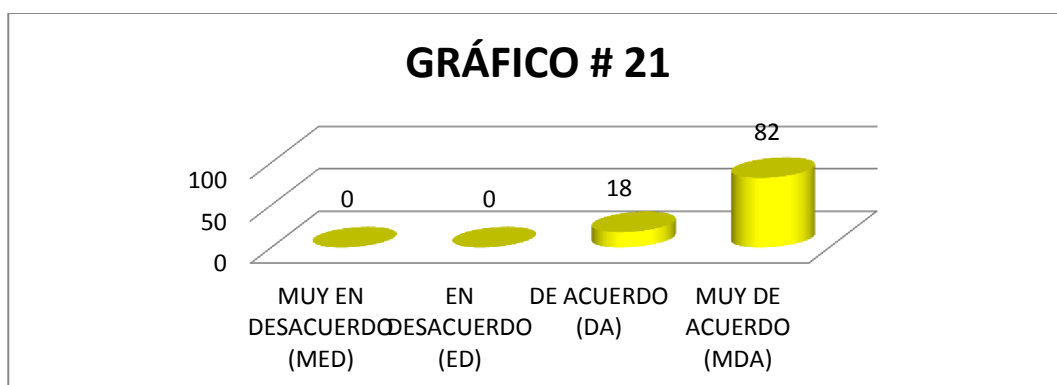 GRÁFICO # 21
82
100
18
0
0
50
0
MUY EN
DESACUERDO
(MED)
EN
DESACUERDO
(ED)
DE ACUERDO
(DA)
MUY DE
ACUERDO
(MDA)